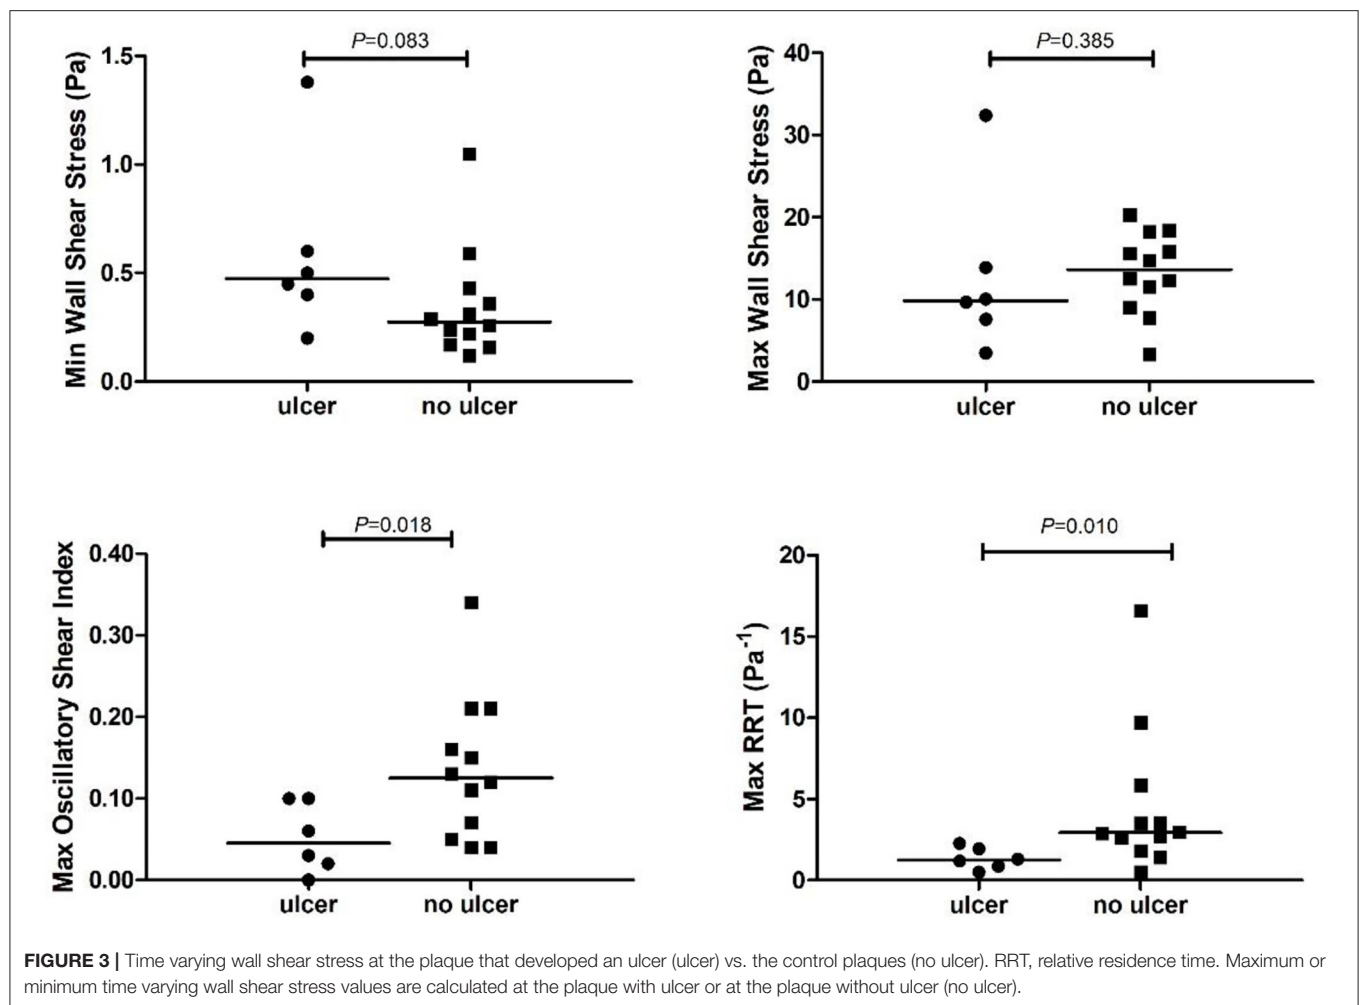 P=0.083
1.5
1.0
0.5
0.0
Min Wall Shear Stress (Pa)
ulcer no ulcer
P=0.385
40
30
20
10
0
Max Wall Shear Stress (Pa)
ulcer no ulcer
P=0.018
0.40
0.30
0.20
0.10
0.00
Max Oscillatory Shear Index
ulcer no ulcer
P=0.010
20
15
10
5
0
Max RRT (Pa⁻¹)
ulcer no ulcer
FIGURE 3 | Time varying wall shear stress at the plaque that developed an ulcer (ulcer) vs. the control plaques (no ulcer). RRT, relative residence time. Maximum or
minimum time varying wall shear stress values are calculated at the plaque with ulcer or at the plaque without ulcer (no ulcer).